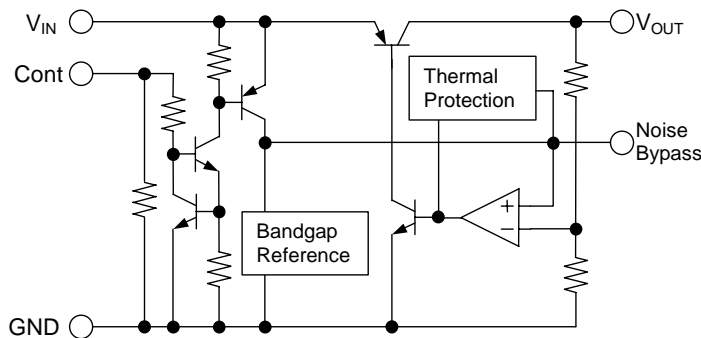 VIN
VOUT
Cont
Thermal
Protection
Noise
Bypass
+
−
Bandgap
Reference
GND